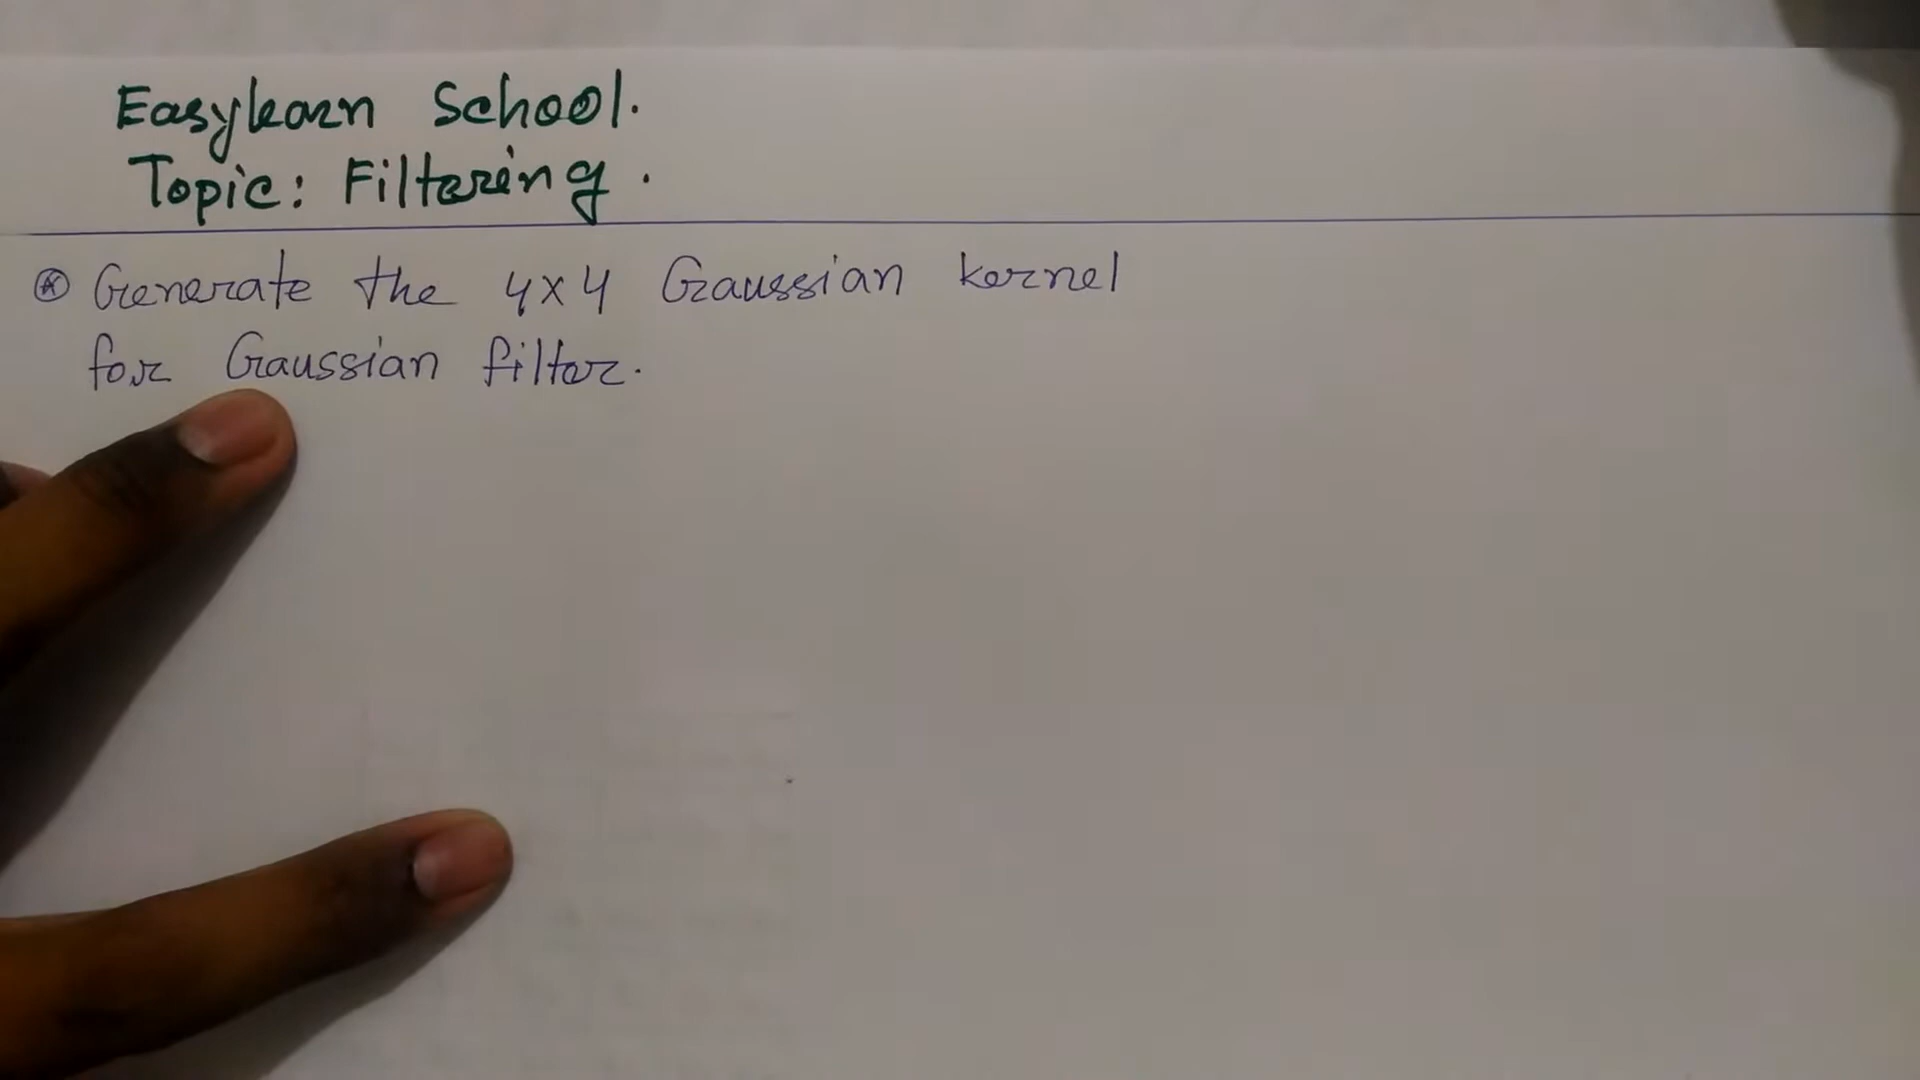 Easylearn School.
Topic: Filtering.
⊛ Generate the 4x4 Gaussian kernel
for Gaussian filter.